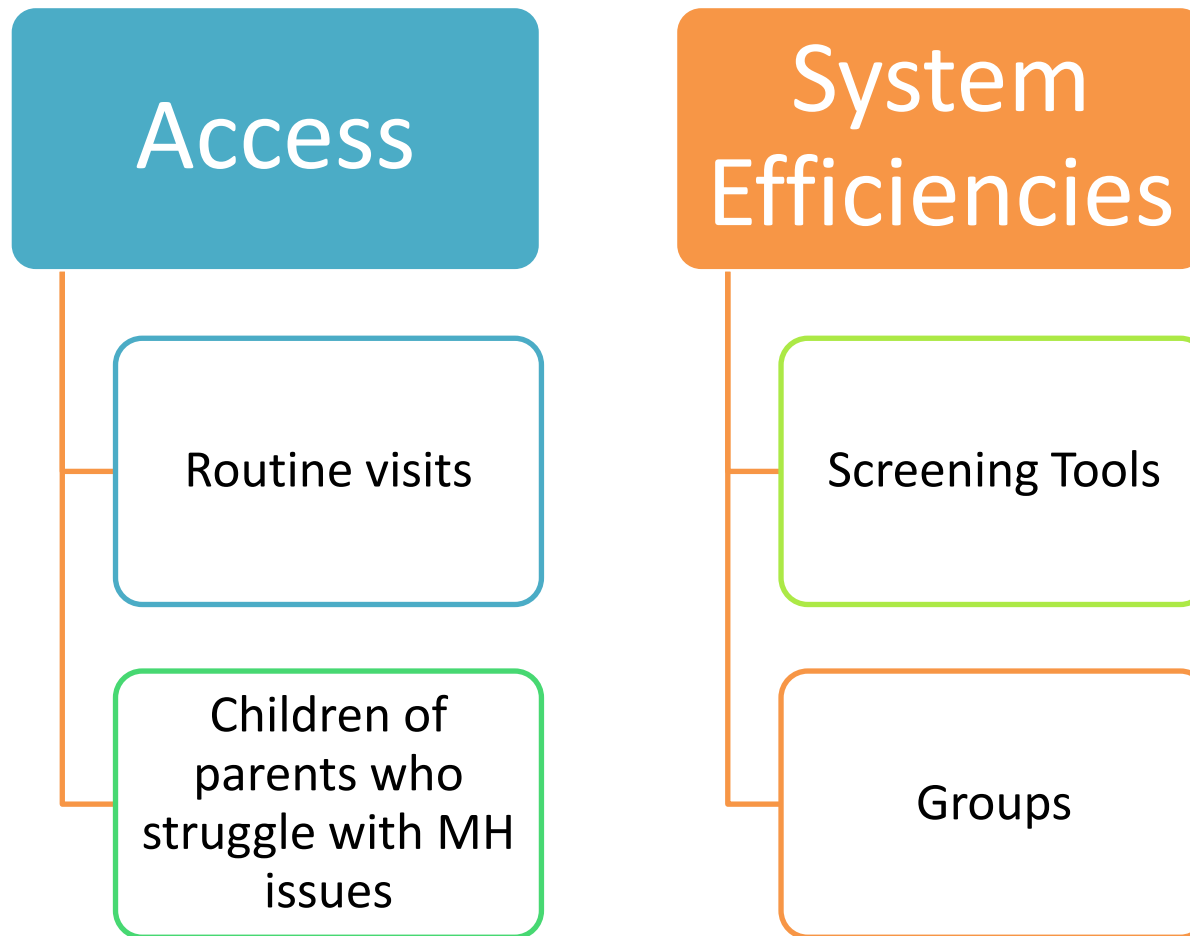 Access
Routine visits
Children of
parents who
struggle with MH
issues
System
Efficiencies
Screening Tools
Groups